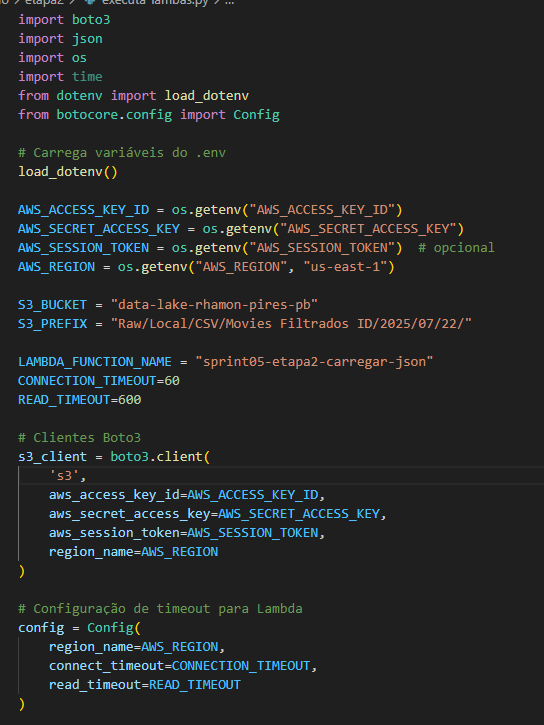 etapa2 > executa-lambas.py > ...
import boto3
import json
import os
import time
from dotenv import load_dotenv
from botocore.config import Config
# Carrega variáveis do .env
load_dotenv()
AWS_ACCESS_KEY_ID = os.getenv("AWS_ACCESS_KEY_ID")
AWS_SECRET_ACCESS_KEY = os.getenv("AWS_SECRET_ACCESS_KEY")
AWS_SESSION_TOKEN = os.getenv("AWS_SESSION_TOKEN")  # opcional
AWS_REGION = os.getenv("AWS_REGION", "us-east-1")
S3_BUCKET = "data-lake-rhamon-pires-pb"
S3_PREFIX = "Raw/Local/CSV/Movies Filtrados ID/2025/07/22/"
LAMBDA_FUNCTION_NAME = "sprint05-etapa2-carregar-json"
CONNECTION_TIMEOUT=60
READ_TIMEOUT=600
# Clientes Boto3
s3_client = boto3.client(
    's3',
    aws_access_key_id=AWS_ACCESS_KEY_ID,
    aws_secret_access_key=AWS_SECRET_ACCESS_KEY,
    aws_session_token=AWS_SESSION_TOKEN,
    region_name=AWS_REGION
)
# Configuração de timeout para Lambda
config = Config(
    region_name=AWS_REGION,
    connect_timeout=CONNECTION_TIMEOUT,
    read_timeout=READ_TIMEOUT
)